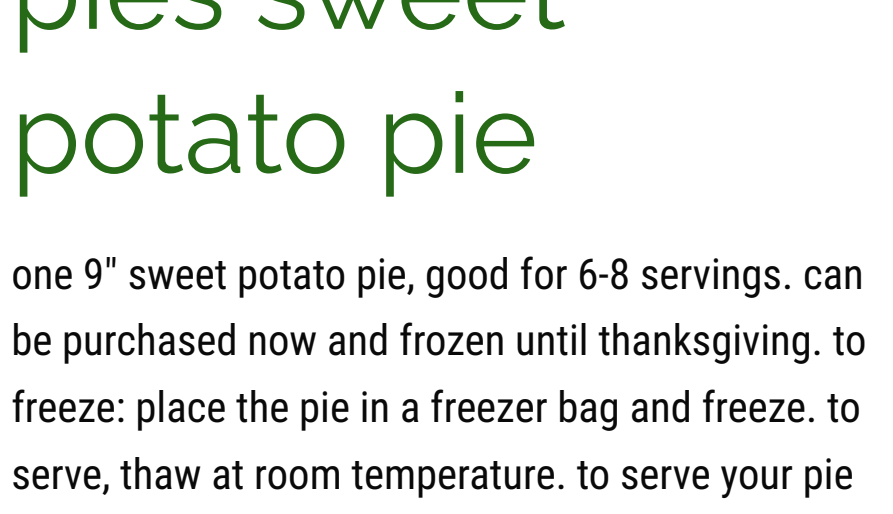 pies sweet
potato pie
one 9" sweet potato pie, good for 6-8 servings. can
be purchased now and frozen until thanksgiving. to
freeze: place the pie in a freezer bag and freeze. to
serve, thaw at room temperature. to serve your pie